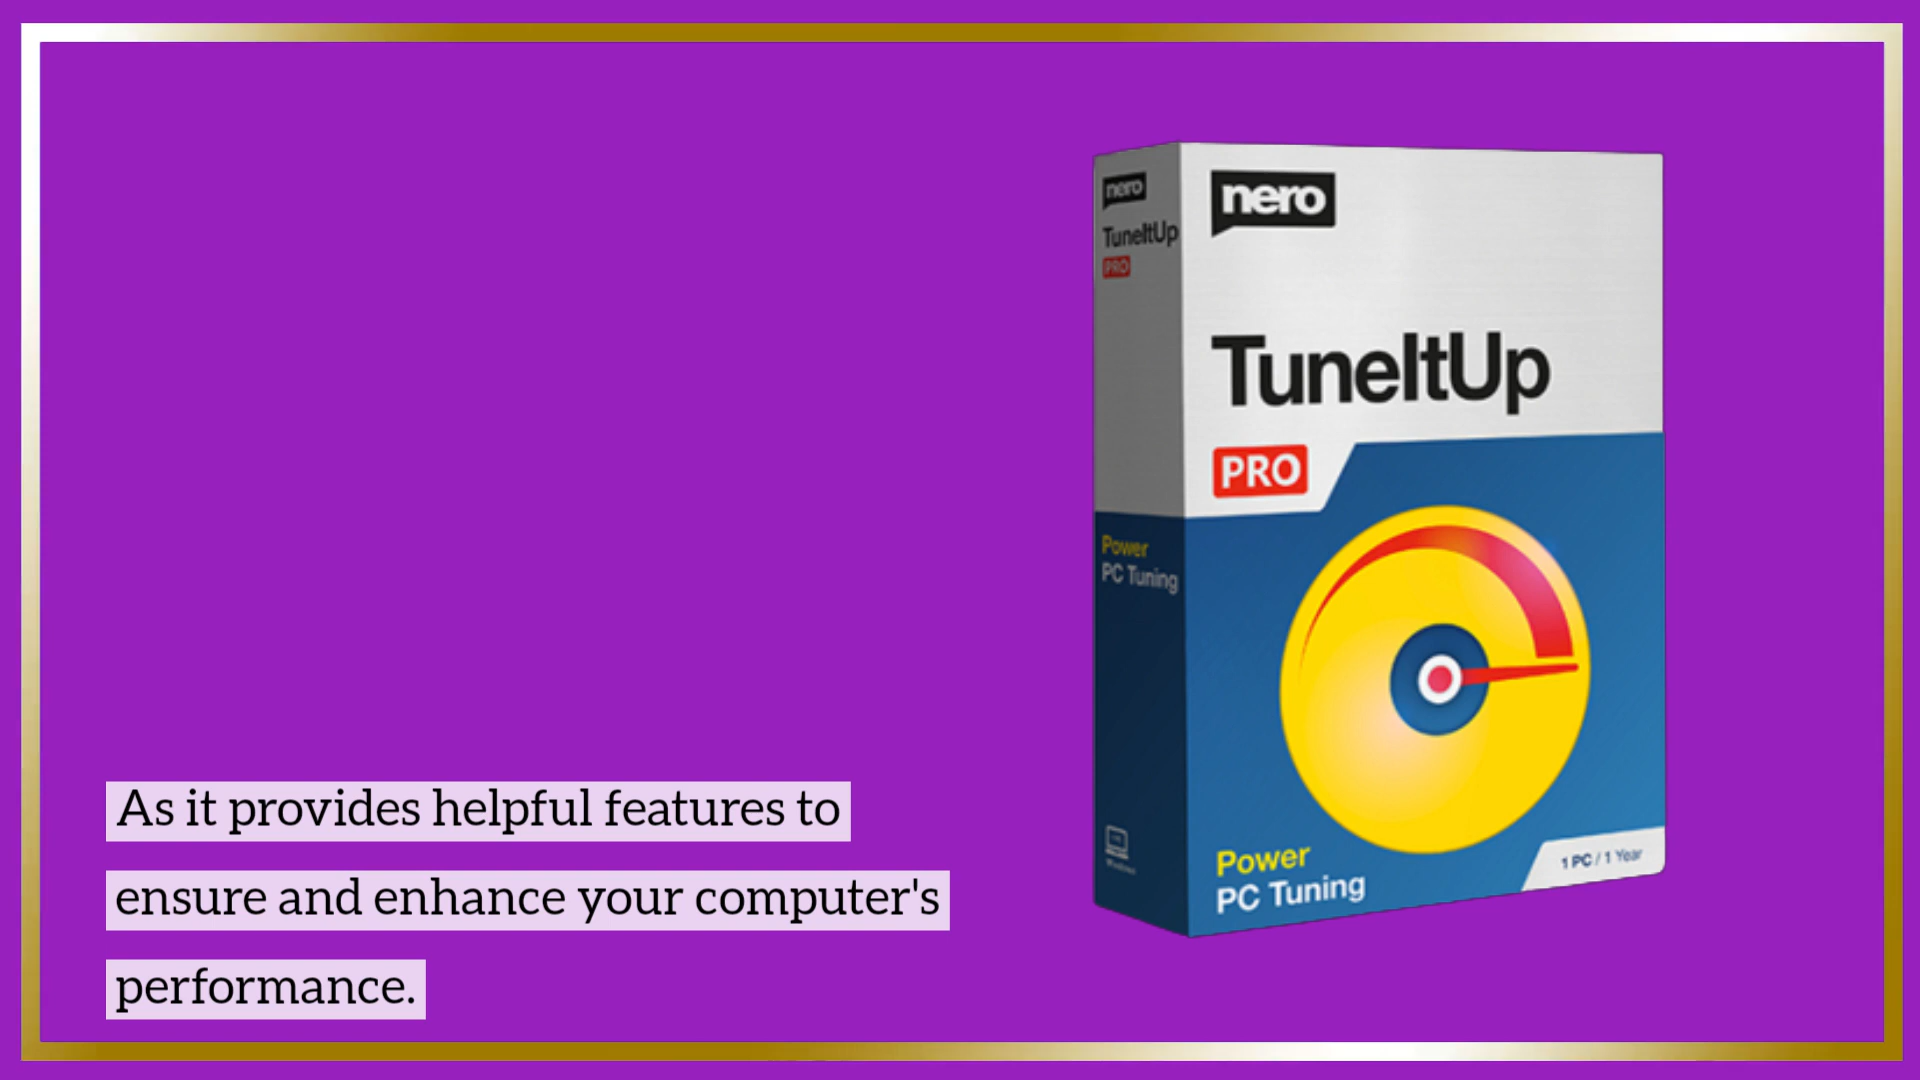 nero
TuneItUp
PRO
Power
PC Tuning
nero
TuneItUp
PRO
Power
PC Tuning
1 PC / 1 Year
As it provides helpful features to
ensure and enhance your computer's
performance.